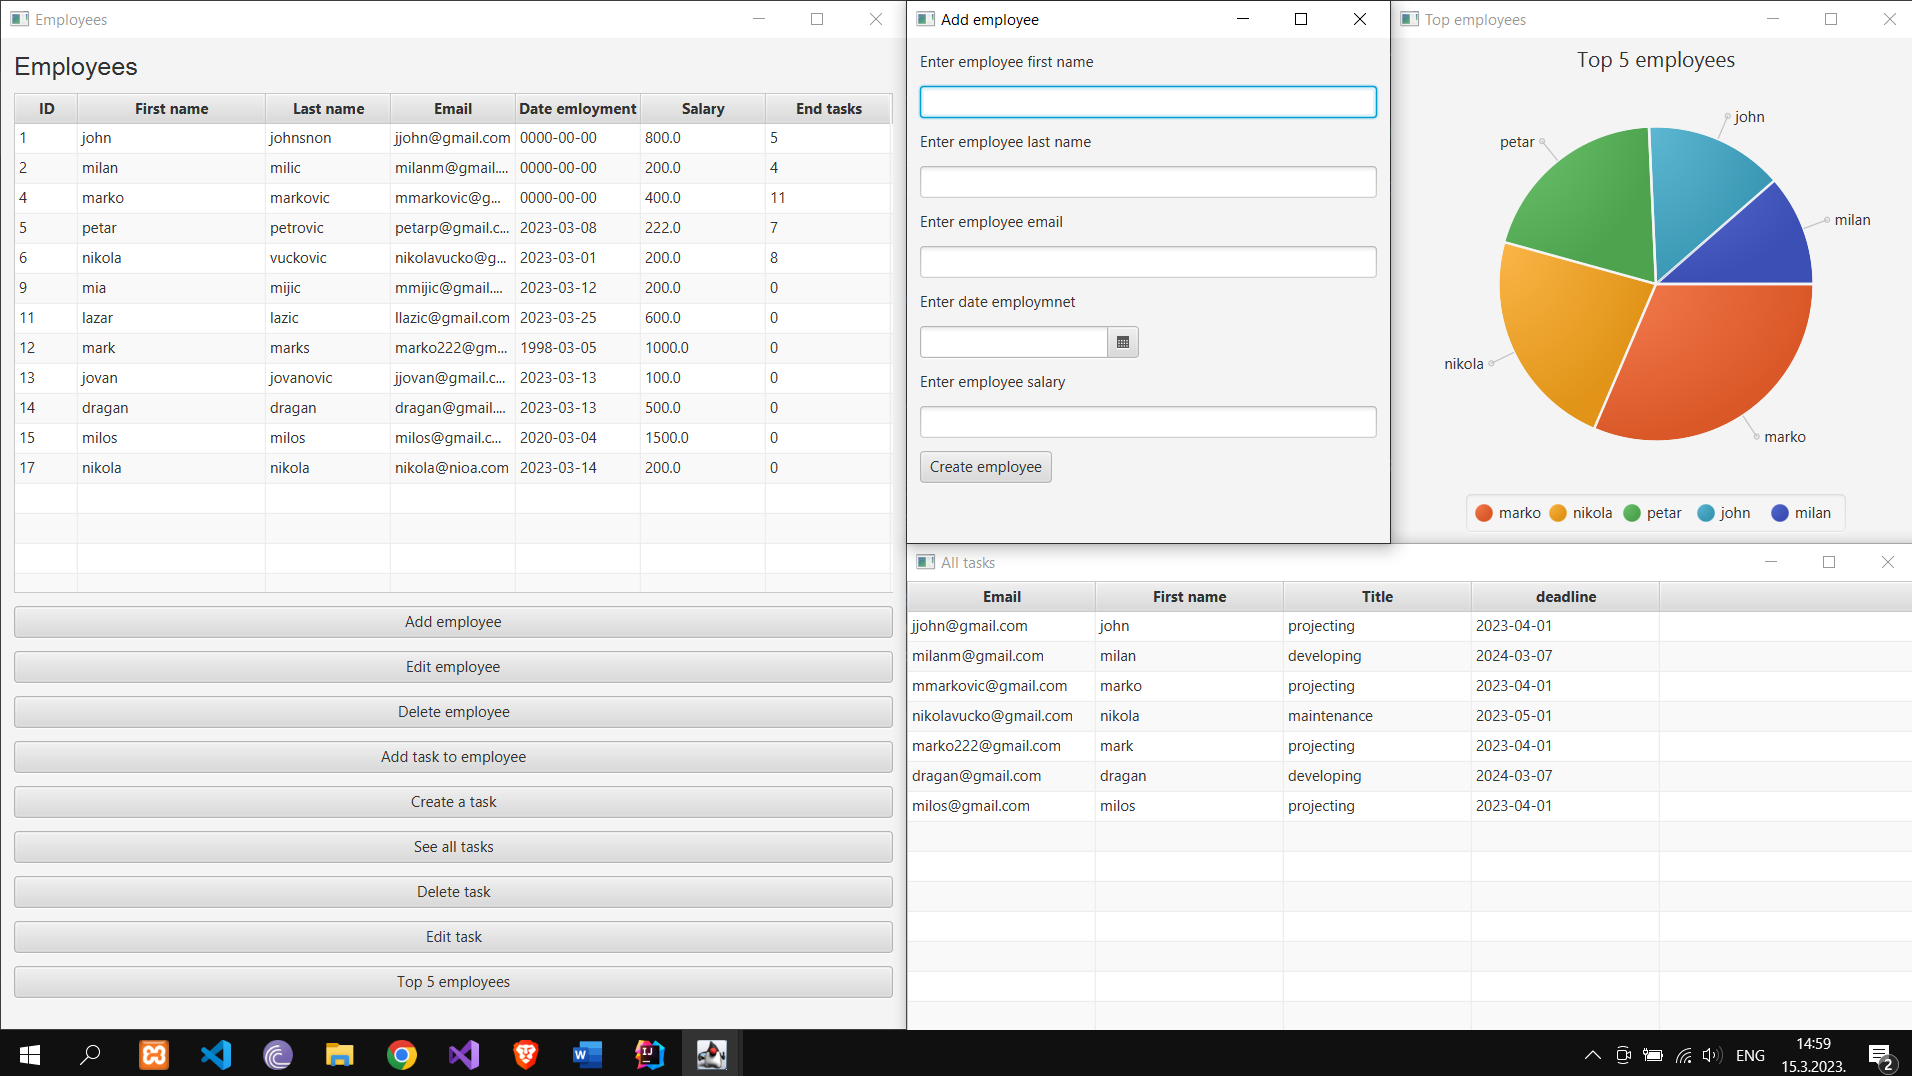 Employees
Employees
ID First name Last name Email Date emloyment Salary End tasks
1 john johnsnon jjohn@gmail.com 0000-00-00 800.0 5
2 milan milic milanm@gmail.... 0000-00-00 200.0 4
4 marko markovic mmarkovic@g... 0000-00-00 400.0 11
5 petar petrovic petarp@gmail.c... 2023-03-08 222.0 7
6 nikola vuckovic nikolavucko@g... 2023-03-01 200.0 8
9 mia mijic mmijic@gmail.... 2023-03-12 200.0 0
11 lazar lazic llazic@gmail.com 2023-03-25 600.0 0
12 mark marks marko222@gm... 1998-03-05 1000.0 0
13 jovan jovanovic jjovan@gmail.c... 2023-03-13 100.0 0
14 dragan dragan dragan@gmail.... 2023-03-13 500.0 0
15 milos milos milos@gmail.c... 2020-03-04 1500.0 0
17 nikola nikola nikola@nioa.com 2023-03-14 200.0 0
Add employee
Edit employee
Delete employee
Add task to employee
Create a task
See all tasks
Delete task
Edit task
Top 5 employees
Add employee
Enter employee first name
Enter employee last name
Enter employee email
Enter date employmnet
Enter employee salary
Create employee
Top employees
Top 5 employees
john
petar
milan
nikola
marko
marko nikola petar john milan
All tasks
Email First name Title deadline
jjohn@gmail.com john projecting 2023-04-01
milanm@gmail.com milan developing 2024-03-07
mmarkovic@gmail.com marko projecting 2023-04-01
nikolavucko@gmail.com nikola maintenance 2023-05-01
marko222@gmail.com mark projecting 2023-04-01
dragan@gmail.com dragan developing 2024-03-07
milos@gmail.com milos projecting 2023-04-01
W
IJ
ENG
14:59
15.3.2023.
2